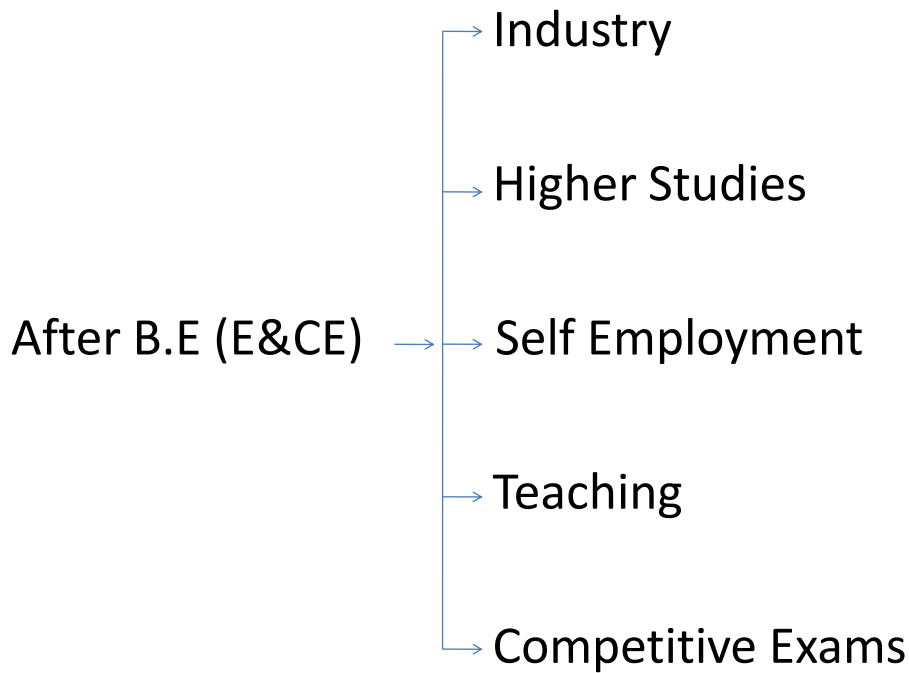 Industry
Higher Studies
After B.E (E&CE)
Self Employment
Teaching
Competitive Exams